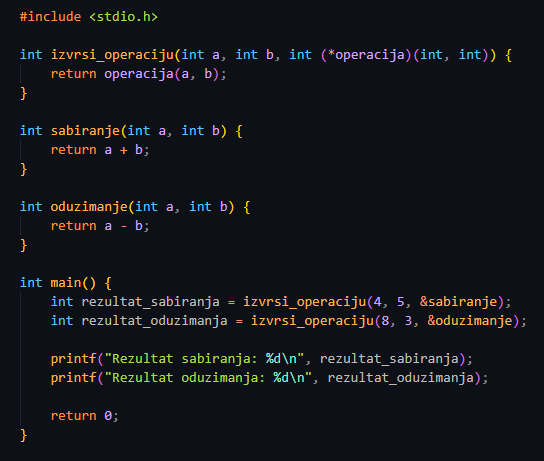 #include <stdio.h>
int izvrsi_operaciju(int a, int b, int (*operacija)(int, int)) {
    return operacija(a, b);
}
int sabiranje(int a, int b) {
    return a + b;
}
int oduzimanje(int a, int b) {
    return a - b;
}
int main() {
    int rezultat_sabiranja = izvrsi_operaciju(4, 5, &sabiranje);
    int rezultat_oduzimanja = izvrsi_operaciju(8, 3, &oduzimanje);
    printf("Rezultat sabiranja: %d\n", rezultat_sabiranja);
    printf("Rezultat oduzimanja: %d\n", rezultat_oduzimanja);
    return 0;
}